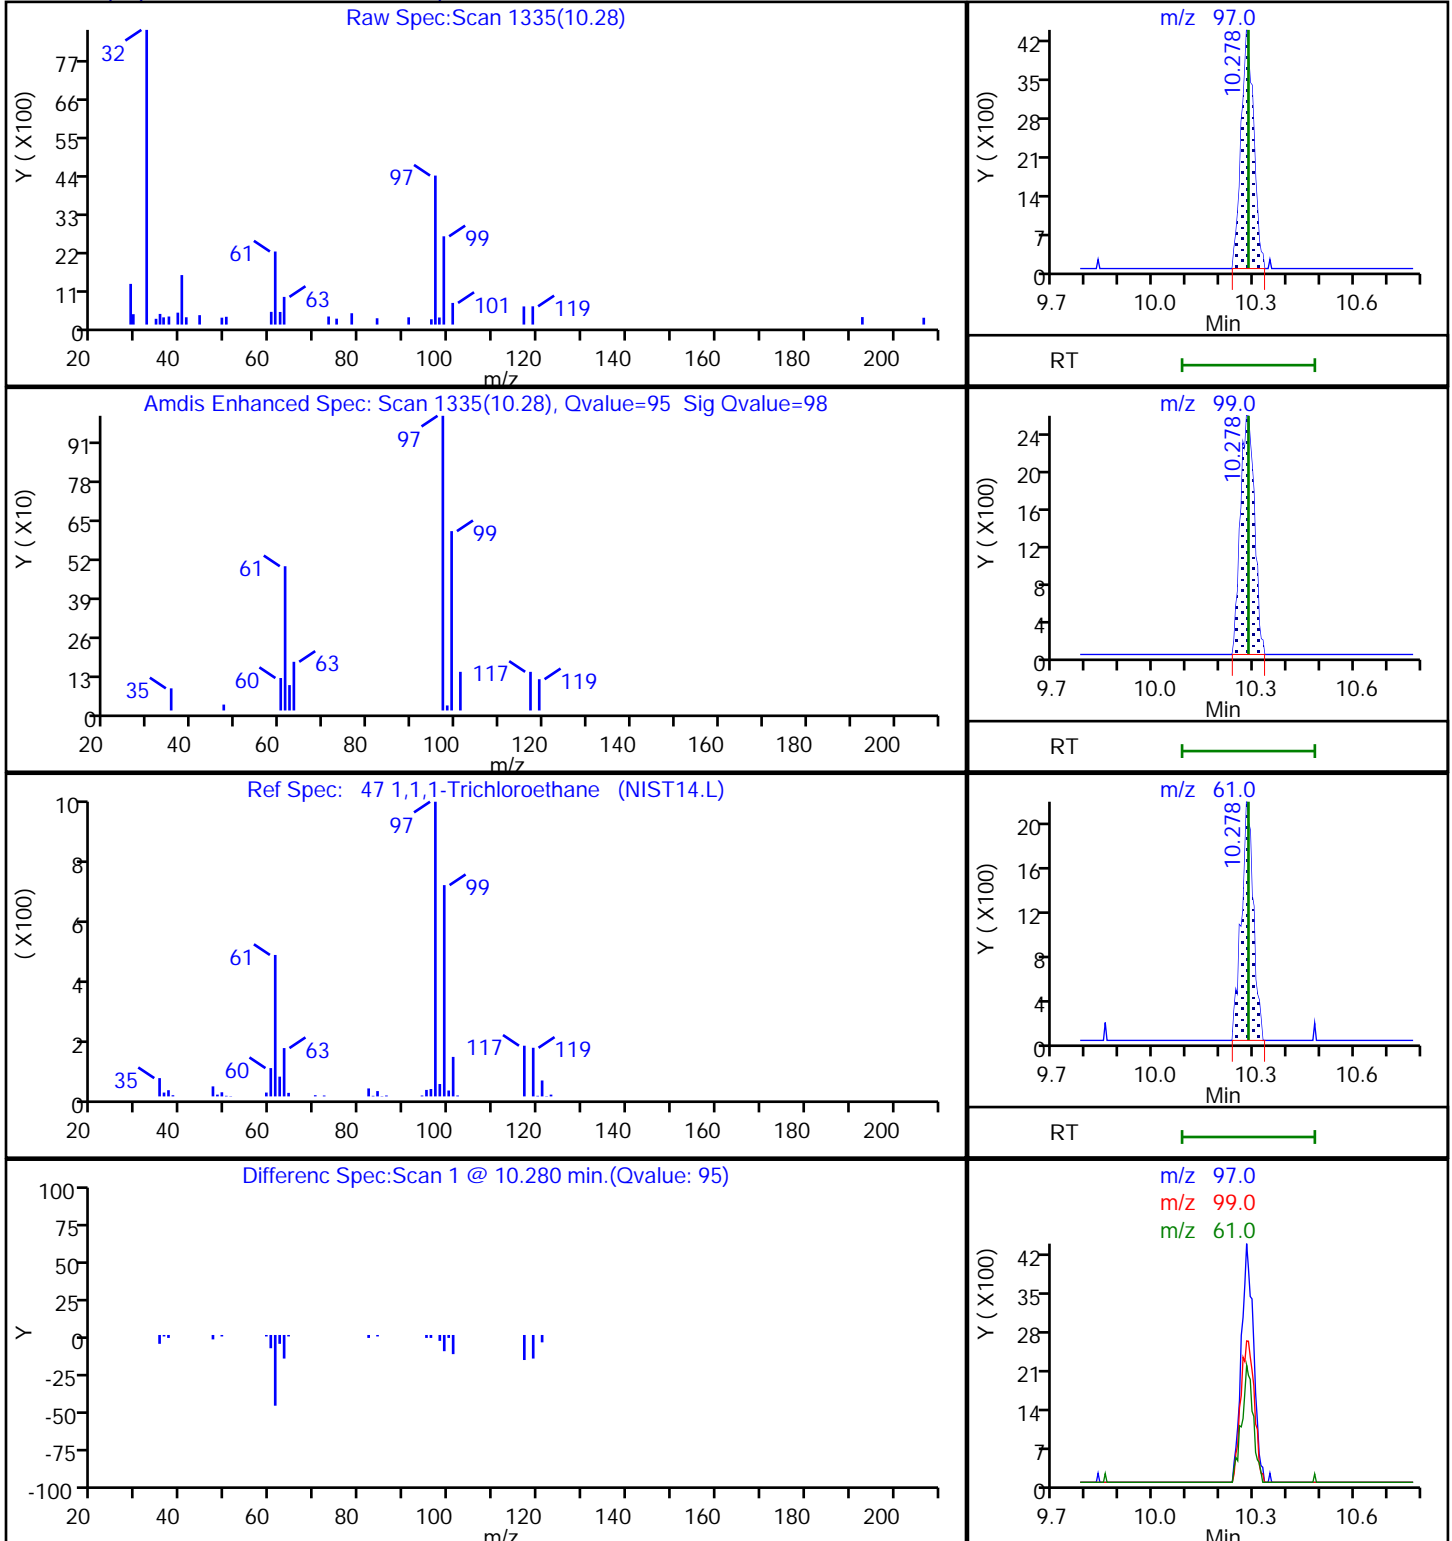 Raw Spec:Scan 1335(10.28)
Y ( X100)
77
66
55
44
33
22
11
0
32
61
63
97
99
101
119
20 40 60 80 100 120 140 160 180 200
m/z
m/z 97.0
10.278
Y ( X100)
42
35
28
21
14
7
0
9.7 10.0 10.3 10.6
Min
RT
Amdis Enhanced Spec: Scan 1335(10.28), Qvalue=95 Sig Qvalue=98
Y ( X10)
91
78
65
52
39
26
13
0
35
60
61
63
97
99
117
119
20 40 60 80 100 120 140 160 180 200
m/z
m/z 99.0
10.278
Y ( X100)
24
20
16
12
8
4
0
9.7 10.0 10.3 10.6
Min
RT
Ref Spec: 47 1,1,1-Trichloroethane (NIST14.L)
( X100)
10
8
6
4
2
0
35
60
61
63
97
99
117
119
20 40 60 80 100 120 140 160 180 200
m/z 61.0
10.278
Y ( X100)
20
16
12
8
4
0
9.7 10.0 10.3 10.6
Min
RT
Differenc Spec:Scan 1 @ 10.280 min.(Qvalue: 95)
Y
100
75
50
25
0
-25
-50
-75
-100
20 40 60 80 100 120 140 160 180 200
m/z
m/z 97.0
m/z 99.0
m/z 61.0
Y ( X100)
42
35
28
21
14
7
0
9.7 10.0 10.3 10.6
Min